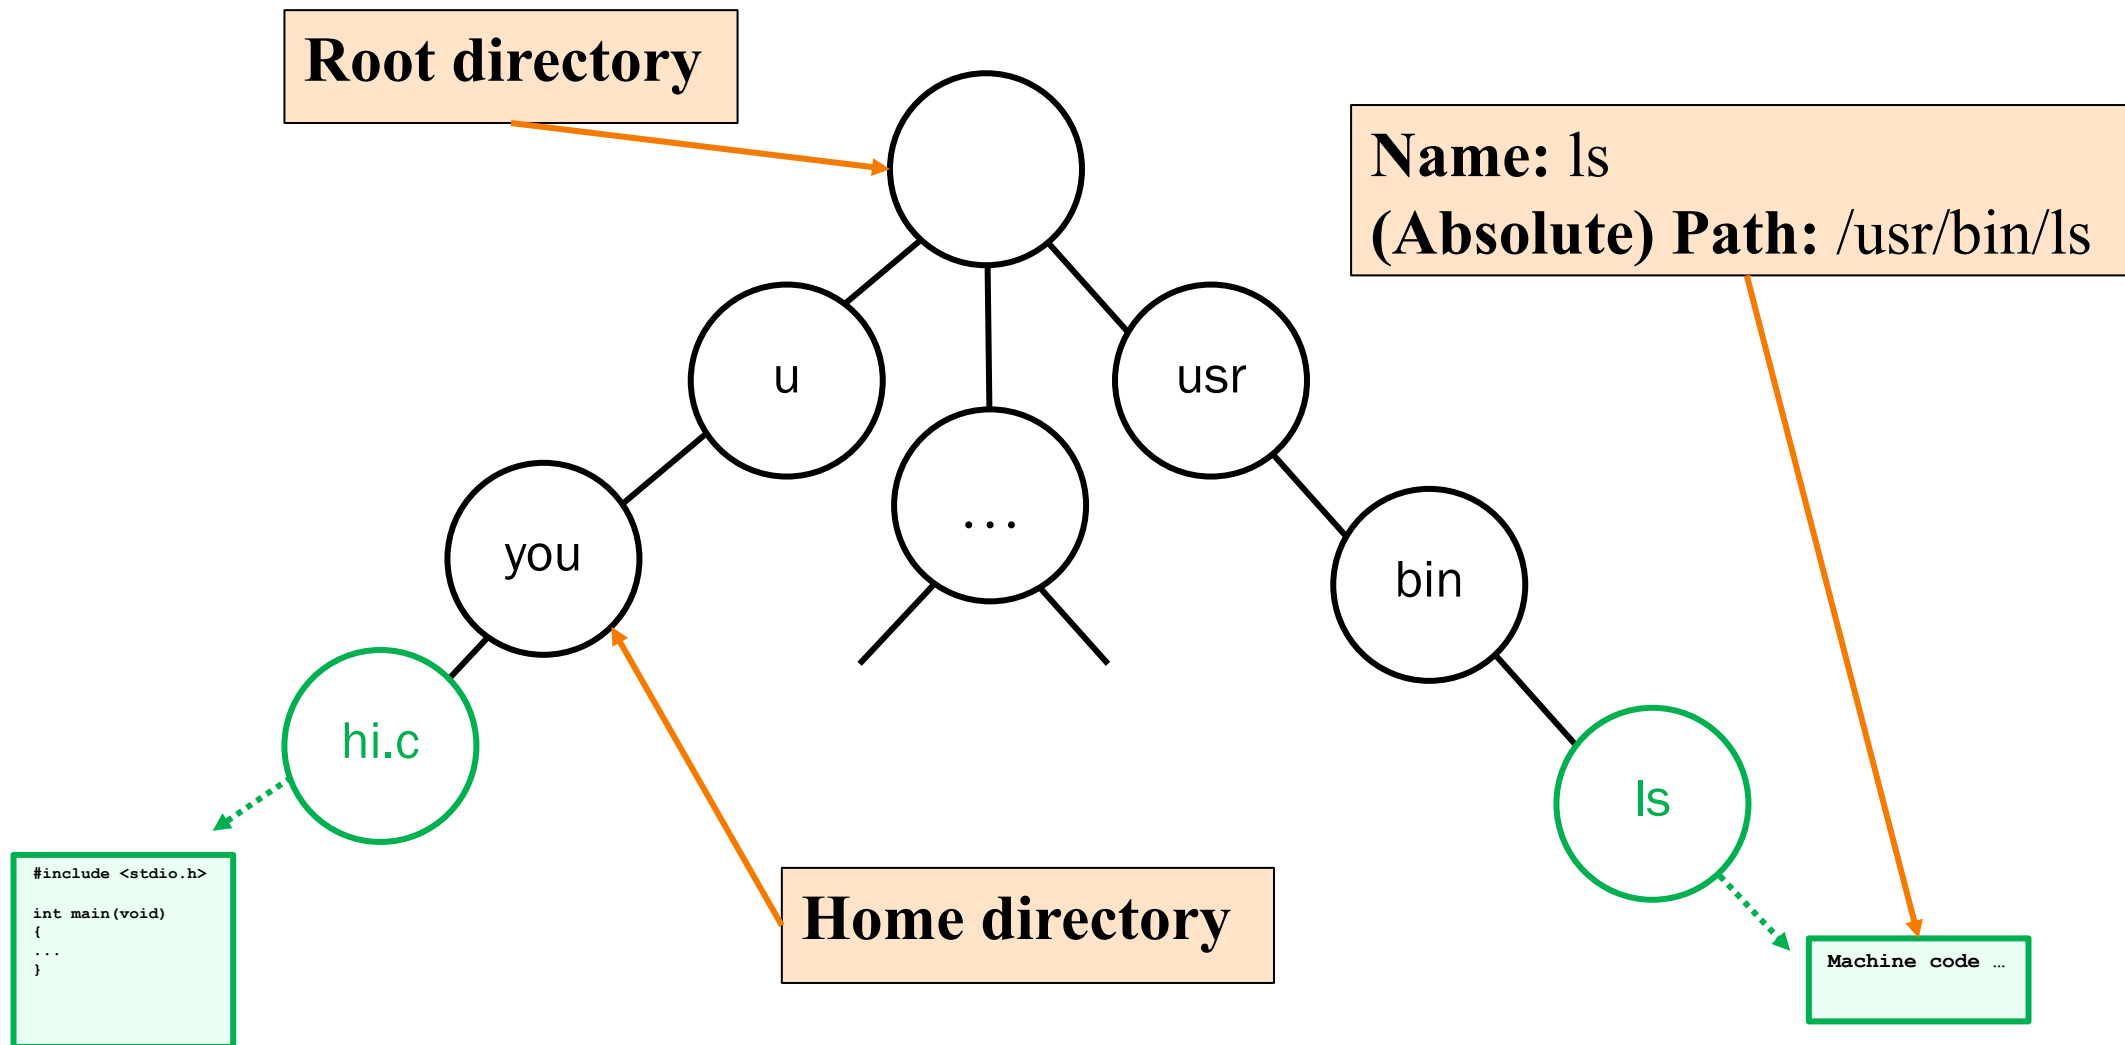 Root directory
Name: ls
(Absolute) Path: /usr/bin/ls
u
usr
...
you
bin
hi.c
ls
#include <stdio.h>
int main(void)
{
...
}
Home directory
Machine code …